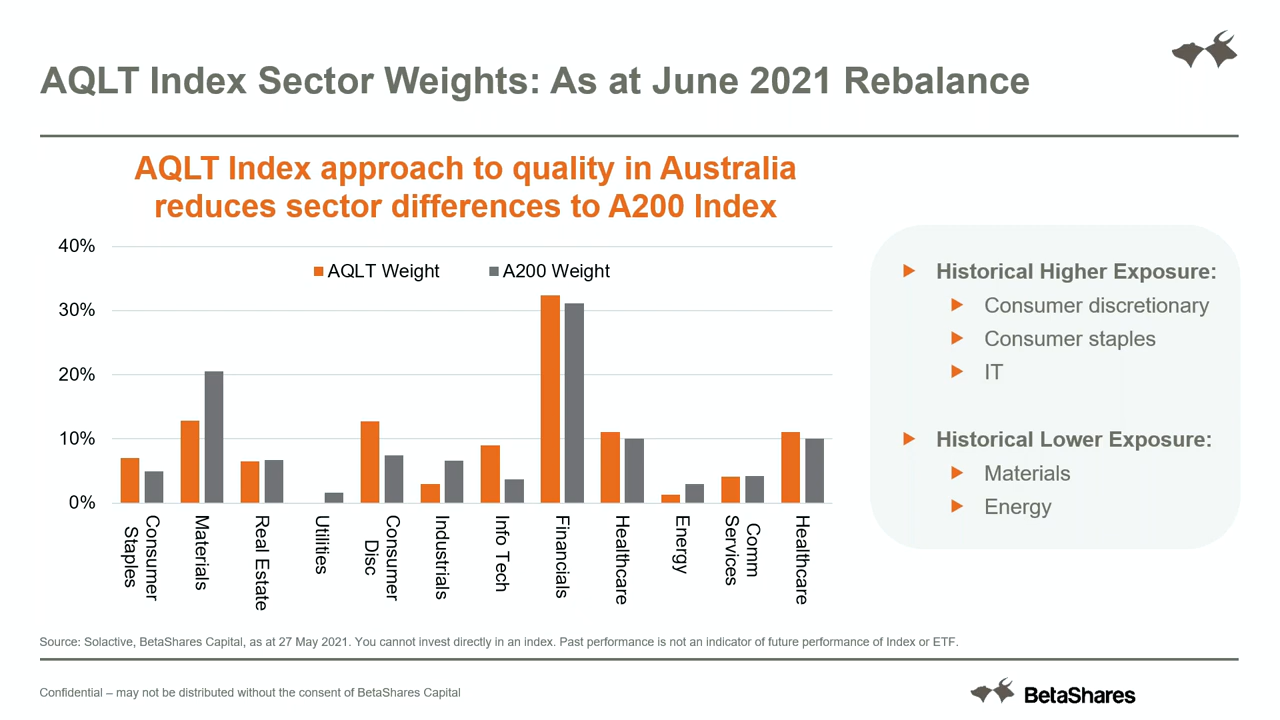 AQLT Index Sector Weights: As at June 2021 Rebalance
AQLT Index approach to quality in Australia
reduces sector differences to A200 Index
40%
30%
20%
10%
0%
AQLT Weight
A200 Weight
Consumer
Staples
Materials
Real Estate
Utilities
Consumer
Disc
Industrials
Info Tech
Financials
Healthcare
Energy
Comm
Services
Healthcare
Historical Higher Exposure:
Consumer discretionary
Consumer staples
IT
Historical Lower Exposure:
Materials
Energy
Source: Solactive, BetaShares Capital, as at 27 May 2021. You cannot invest directly in an index. Past performance is not an indicator of future performance of Index or ETF.
Confidential – may not be distributed without the consent of BetaShares Capital
BetaShares